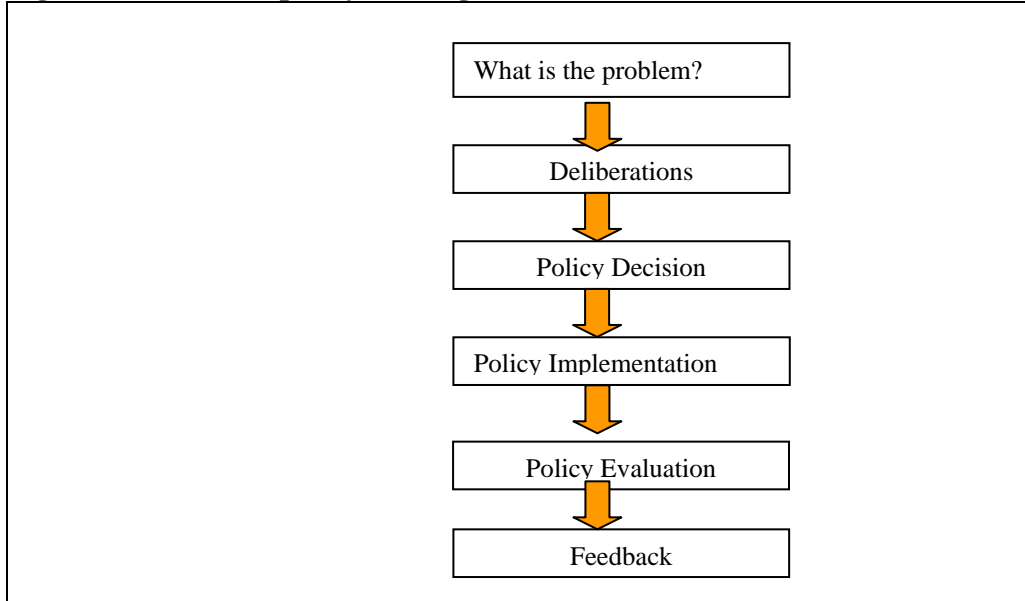 What is the problem?
Deliberations
Policy Decision
Policy Implementation
Policy Evaluation
Feedback